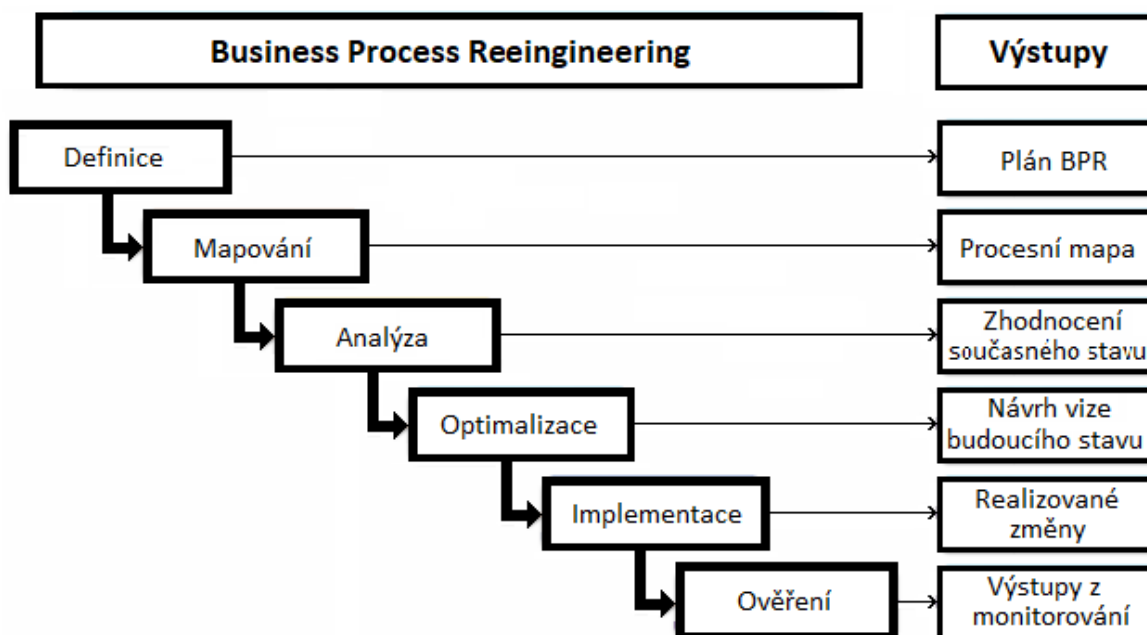 Business Process Reeingineering
Výstupy
Definice
Plán BPR
Mapování
Procesní mapa
Analýza
Zhodnocení
současného stavu
Optimalizace
Návrh vize
budoucího stavu
Implementace
Realizované
změny
Ověření
Výstupy z
monitorování